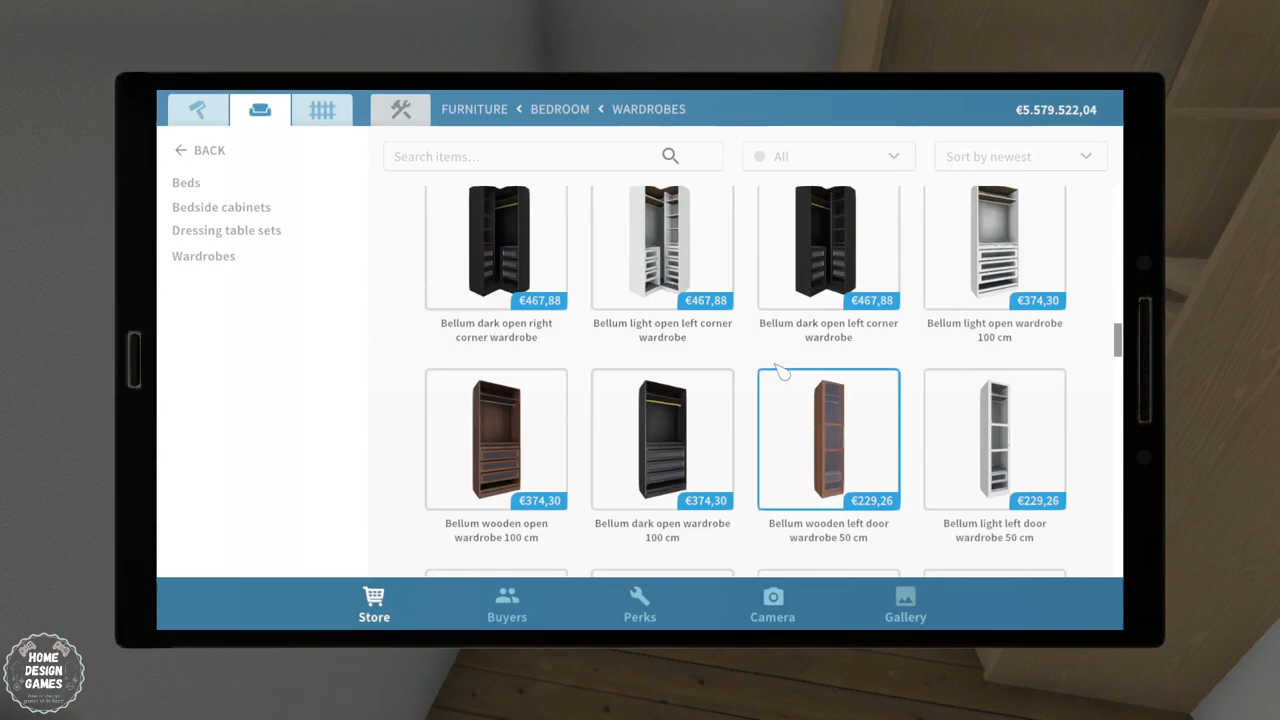 FURNITURE < BEDROOM < WARDROBES
€5.579.522,04
BACK
Beds
Bedside cabinets
Dressing table sets
Wardrobes
Search items...
All
Sort by newest
€467,88
€467,88
€467,88
€374,30
Bellum dark open right
corner wardrobe
Bellum light open left corner
wardrobe
Bellum dark open left corner
wardrobe
Bellum light open wardrobe
100 cm
€374,30
€374,30
€229,26
€229,26
Bellum wooden open
wardrobe 100 cm
Bellum dark open wardrobe
100 cm
Bellum wooden left door
wardrobe 50 cm
Bellum light left door
wardrobe 50 cm
Store
Buyers
Perks
Camera
Gallery
HOME
DESIGN
GAMES